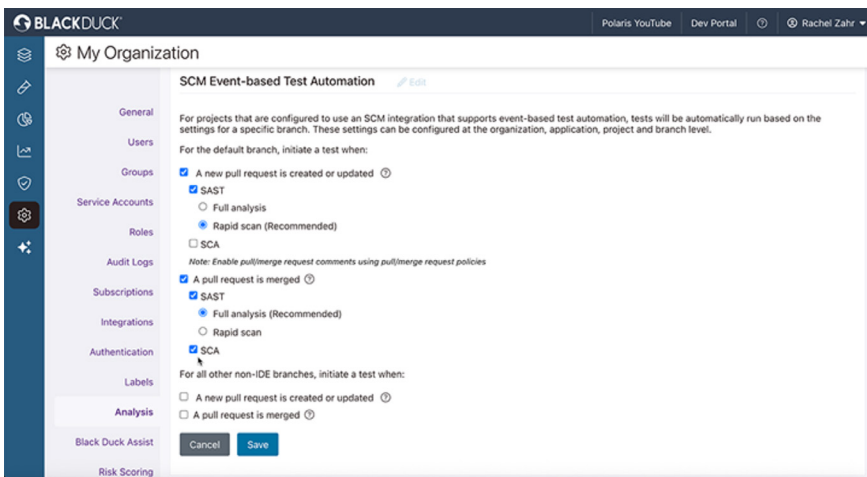 BLACKDUCK
Polaris YouTube
Dev Portal
Rachel Zahr
My Organization
General
Users
Groups
Service Accounts
Roles
Audit Logs
Subscriptions
Integrations
Authentication
Labels
Analysis
Black Duck Assist
Risk Scoring
SCM Event-based Test Automation
Edit
For projects that are configured to use an SCM integration that supports event-based test automation, tests will be automatically run based on the
settings for a specific branch. These settings can be configured at the organization, application, project and branch level.
For the default branch, initiate a test when:
A new pull request is created or updated
SAST
Full analysis
Rapid scan (Recommended)
SCA
Note: Enable pull/merge request comments using pull/merge request policies
A pull request is merged
SAST
Full analysis (Recommended)
Rapid scan
SCA
For all other non-IDE branches, initiate a test when:
A new pull request is created or updated
A pull request is merged
Cancel
Save